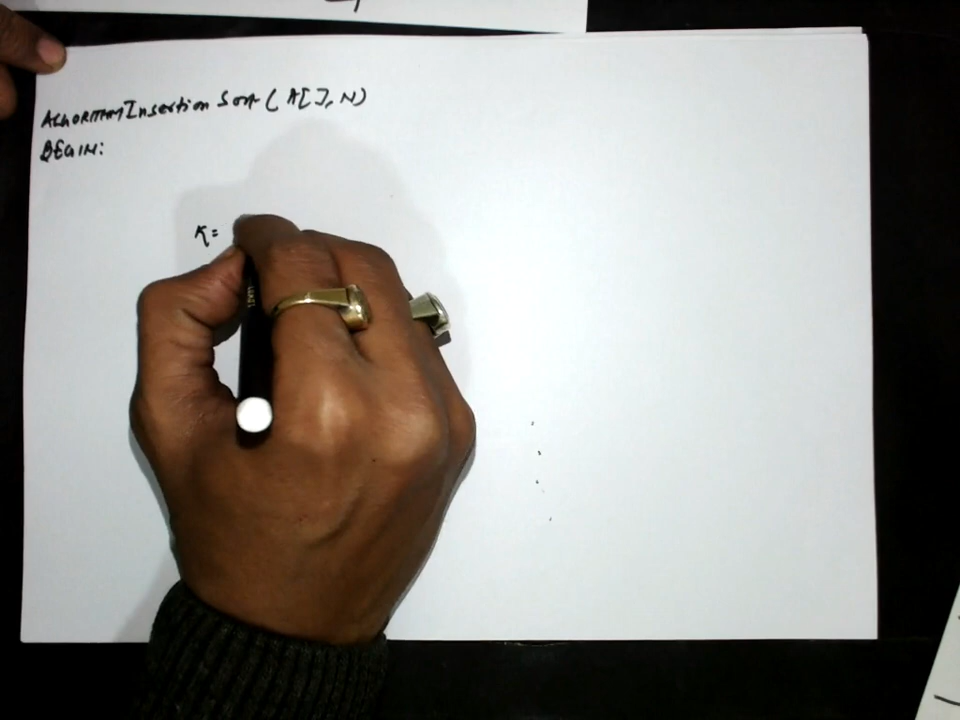 ALGORITHM Insertion Sort (A[], N)
BEGIN:
K=